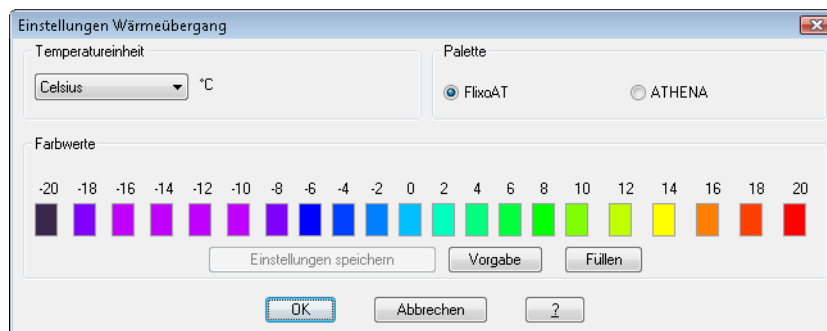 Einstellungen Wärmeübergang
Temperatureinheit
Celsius °C
Palette
FlixoAT ATHENA
Farbwerte
-20 -18 -16 -14 -12 -10 -8 -6 -4 -2 0 2 4 6 8 10 12 14 16 18 20
Einstellungen speichern Vorgabe Füllen
OK Abbrechen ?